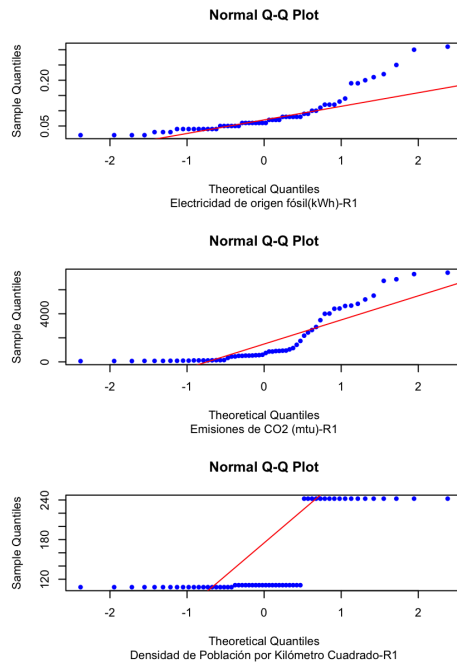 Normal Q-Q Plot
Sample Quantiles
0.05
0.20
-2
-1
0
1
2
Theoretical Quantiles
Electricidad de origen fósil(kWh)-R1
Normal Q-Q Plot
Sample Quantiles
0
4000
-2
-1
0
1
2
Theoretical Quantiles
Emisiones de CO2 (mtu)-R1
Normal Q-Q Plot
Sample Quantiles
120
180
240
-2
-1
0
1
2
Theoretical Quantiles
Densidad de Población por Kilómetro Cuadrado-R1